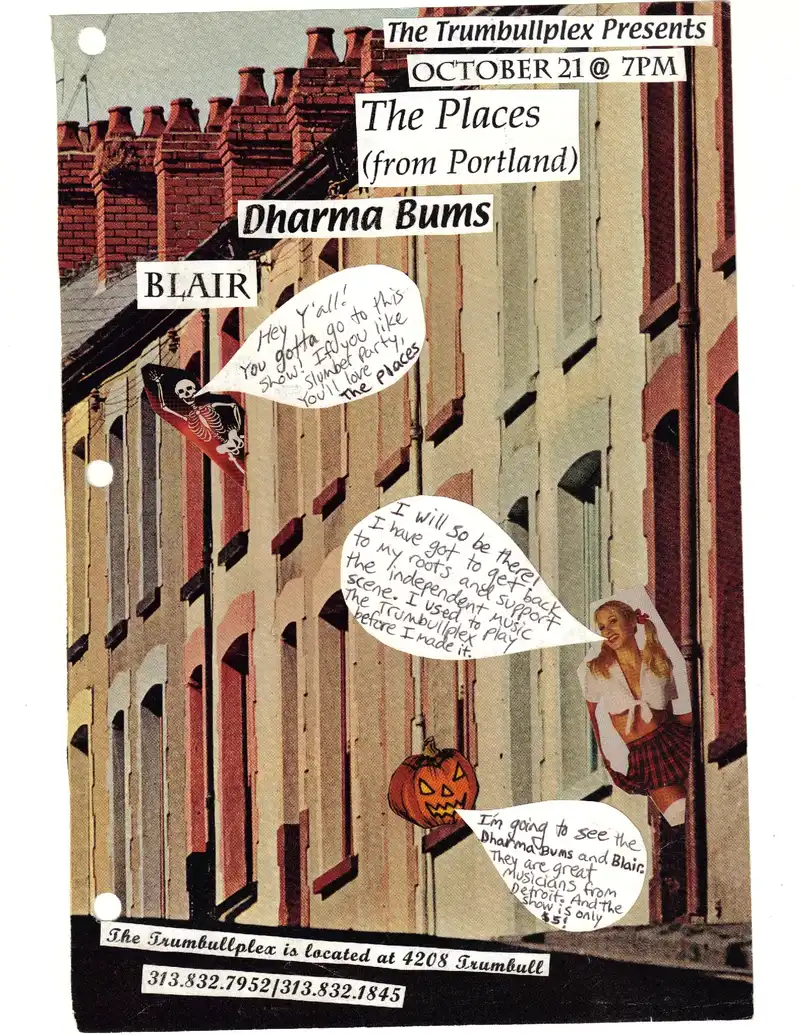 The Trumbullplex Presents
OCTOBER 21 @ 7PM
The Places
(from Portland)
Dharma Bums
BLAIR
Hey Y'all!
You gotta go to this
show! If you like
Slumber Party,
You'll love
The Places
I will so be there!
I have got to get back
to my roots and support
the independent music
scene. I used to play
The Trumbullplex
before I made it.
I'm going to see the
Dharma Bums and Blair.
They are great
musicians from
Detroit. And the
show is only
$5!
The Trumbullplex is located at 4208 Trumbull
313.832.7952/313.832.1845